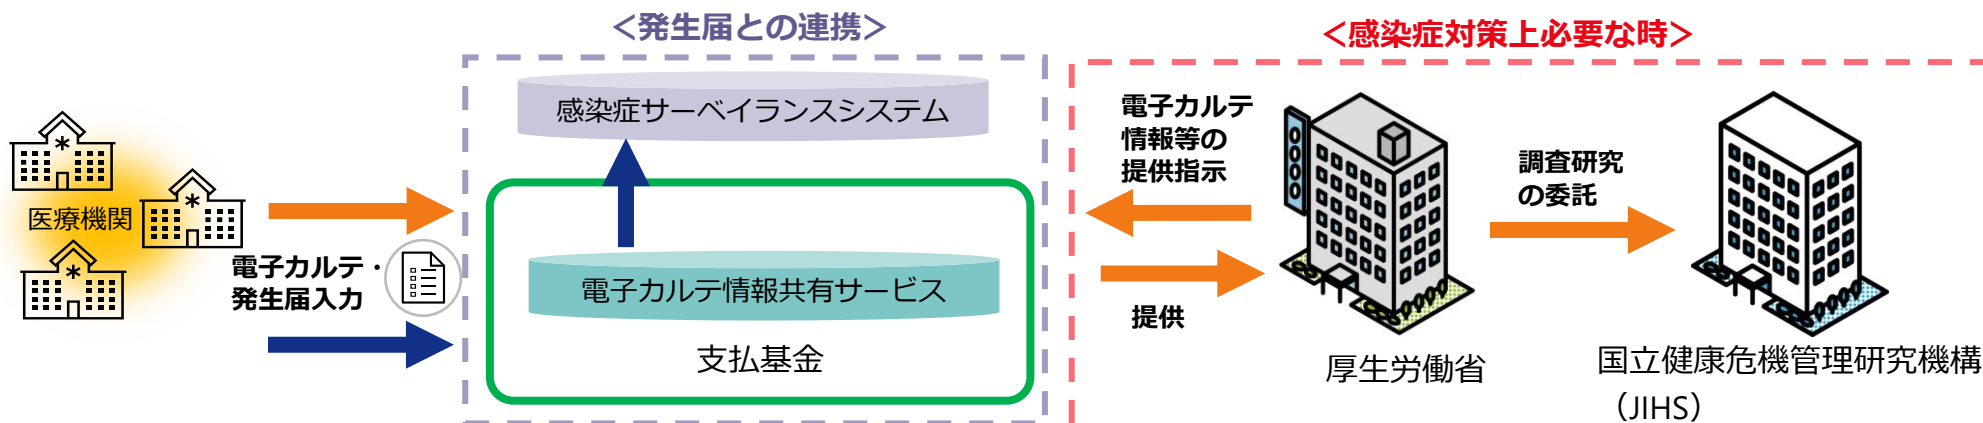 ＜発生届との連携＞
＜感染症対策上必要な時＞
医療機関
電子カルテ・
発生届入力
感染症サーベイランスシステム
電子カルテ情報共有サービス
支払基金
電子カルテ
情報等の
提供指示
提供
厚生労働省
調査研究
の委託
国立健康危機管理研究機構
（JIHS）